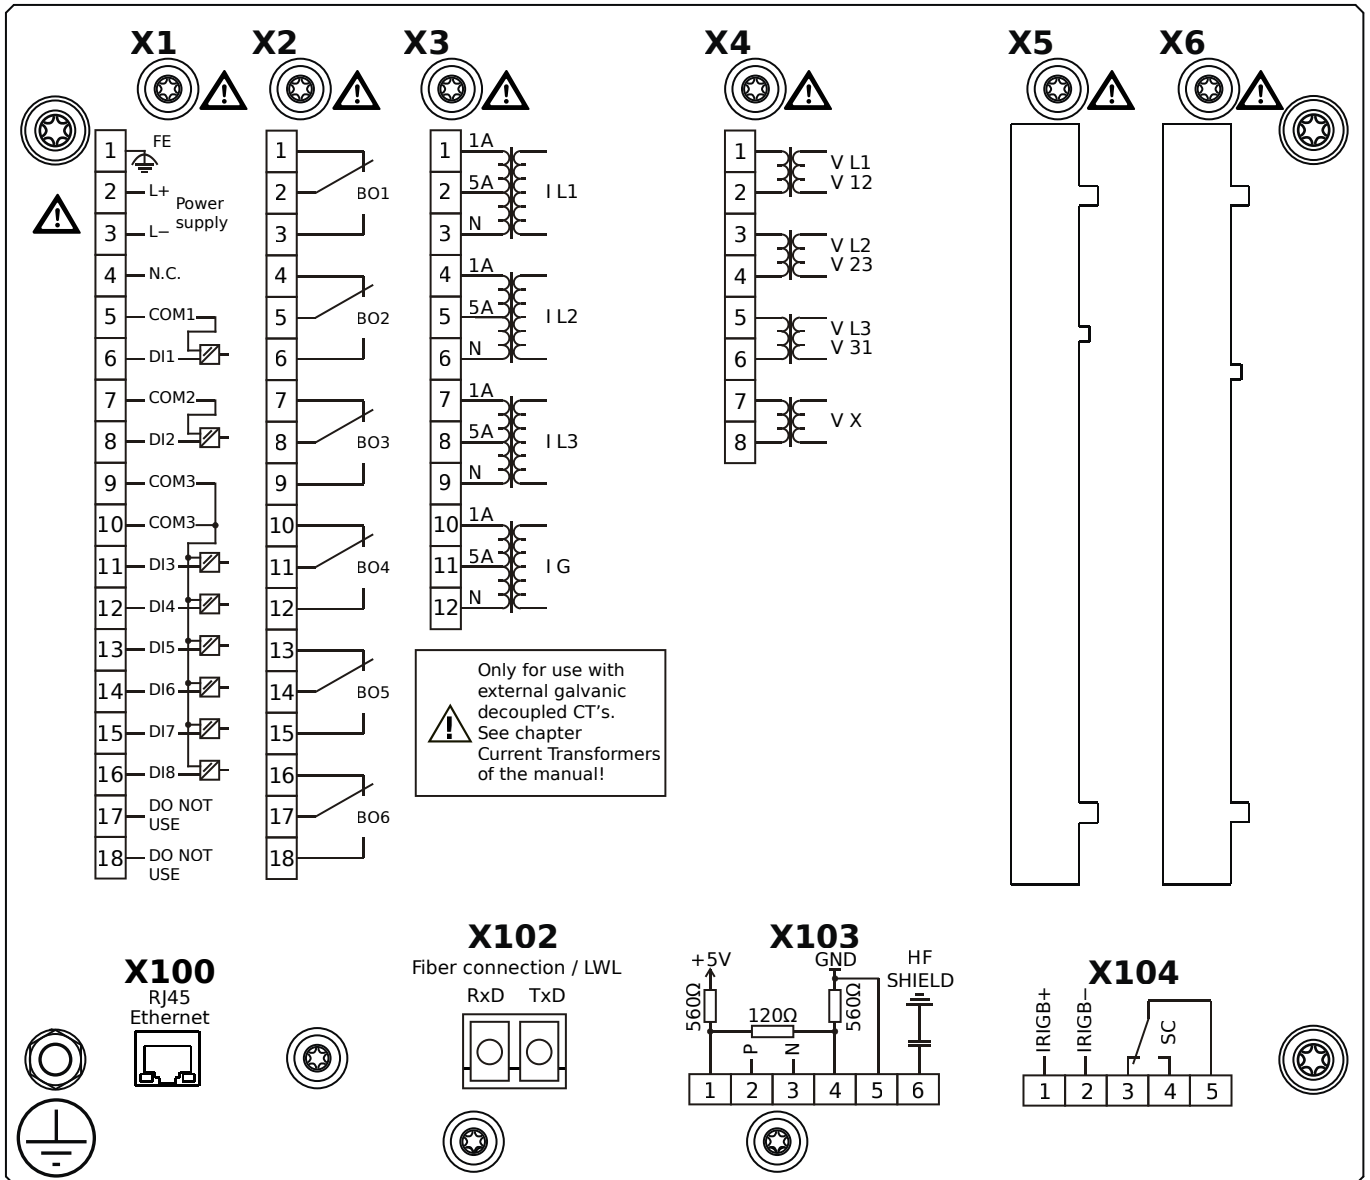 X1 X2 X3 X4 X5 X6
1 FE
2 L+
Power
supply
3 L−
4 N.C.
5 COM1
6 DI1
7 COM2
8 DI2
9 COM3
10 COM3
11 DI3
12 DI4
13 DI5
14 DI6
15 DI7
16 DI8
17 DO NOT
USE
18 DO NOT
USE
1
2 BO1
3
4
5 BO2
6
7
8 BO3
9
10
11 BO4
12
13
14 BO5
15
16
17 BO6
18
1 1A
2 5A I L1
3 N
4 1A
5 5A I L2
6 N
7 1A
8 5A I L3
9 N
10 1A
11 5A I G
12 N
Only for use with
external galvanic
decoupled CT's.
See chapter
Current Transformers
of the manual!
1 V L1
2 V 12
3 V L2
4 V 23
5 V L3
6 V 31
7 V X
8
X100
RJ45
Ethernet
X102
Fiber connection / LWL
RxD TxD
X103
+5V GND HF
SHIELD
560Ω 120Ω 560Ω
P N
1 2 3 4 5 6
X104
IRIGB+ IRIGB− SC
1 2 3 4 5